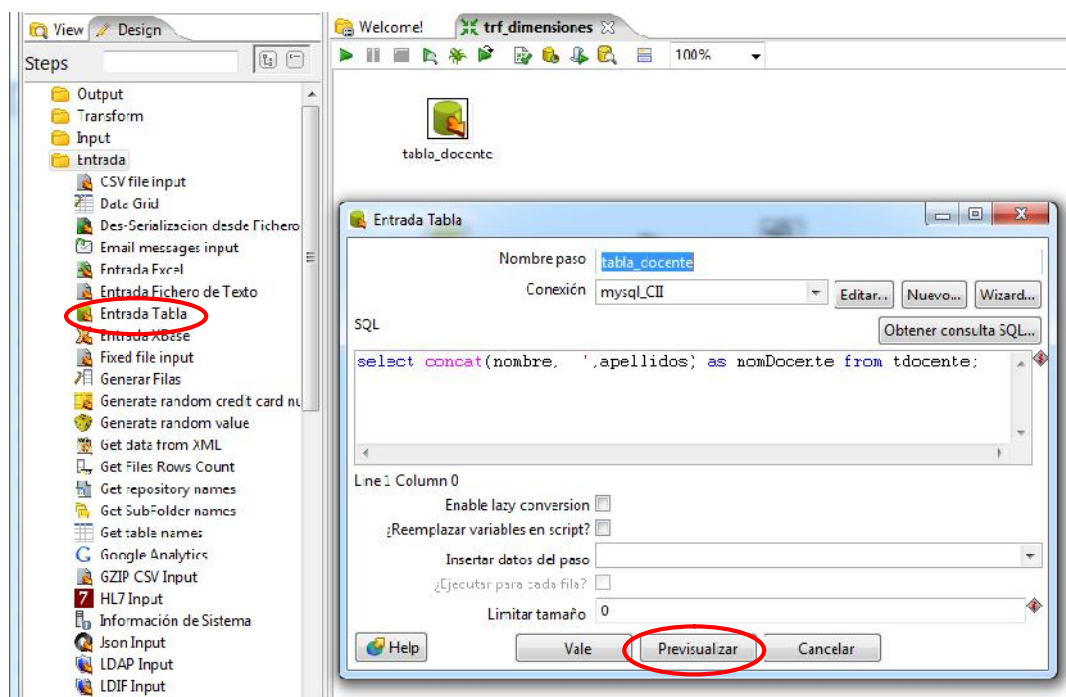 View
Design
Steps
Output
Transform
Input
Entrada
CSV file input
Data Grid
Des-Serializacion desde Fichero
Email messages input
Entrada Excel
Entrada Fichero de Texto
Entrada Tabla
Entrada XBase
Fixed file input
Generar Filas
Generate random credit card nu
Generate random value
Get data from XML
Get Files Rows Count
Get repository names
Get SubFolder names
Get table names
Google Analytics
GZIP CSV Input
HL7 Input
Información de Sistema
Json Input
LDAP Input
LDIF Input
Welcome!
trf_dimensiones
100%
tabla_docente
Entrada Tabla
Nombre paso tabla_docente
Conexión mysql_CII Editar... Nuevo... Wizard...
SQL Obtener consulta SQL...
select concat(nombre, ' ',apellidos) as nomDocente from tdocente;
Line 1 Column 0
Enable lazy conversion
¿Reemplazar variables en script?
Insertar datos del paso
¿Ejecutar para cada fila?
Limitar tamaño 0
Help Vale Previsualizar Cancelar